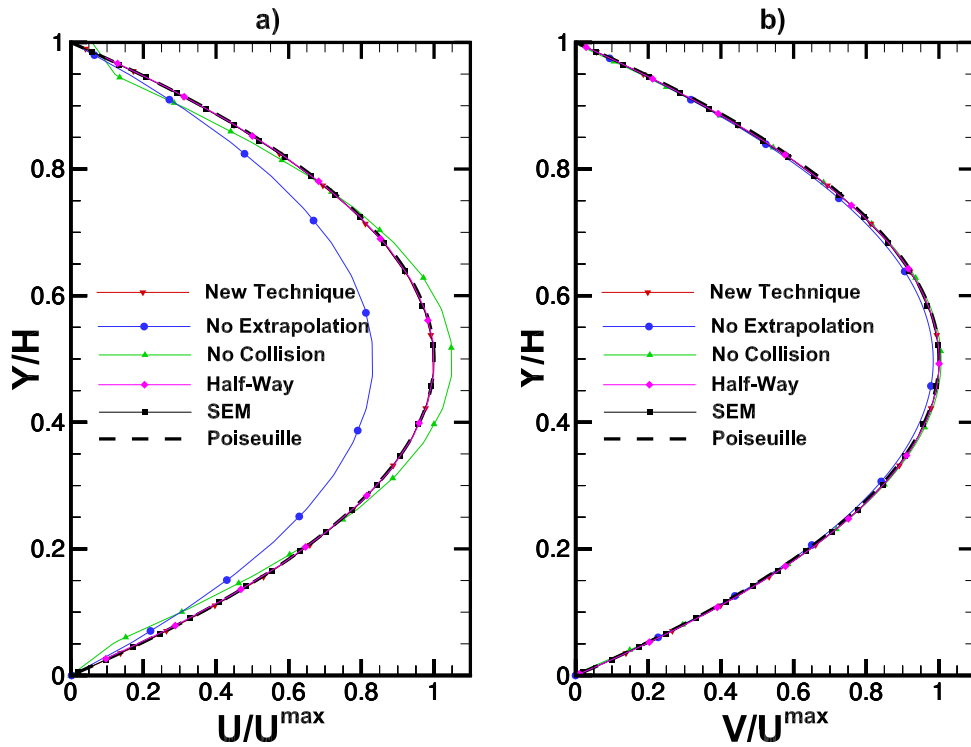 a)
1
0.8
0.6
0.4
0.2
0
Y/H
New Technique
No Extrapolation
No Collision
Half-Way
SEM
Poiseuille
0 0.2 0.4 0.6 0.8 1
U/U^max
b)
1
0.8
0.6
0.4
0.2
0
Y/H
New Technique
No Extrapolation
No Collision
Half-Way
SEM
Poiseuille
0 0.2 0.4 0.6 0.8 1
V/U^max